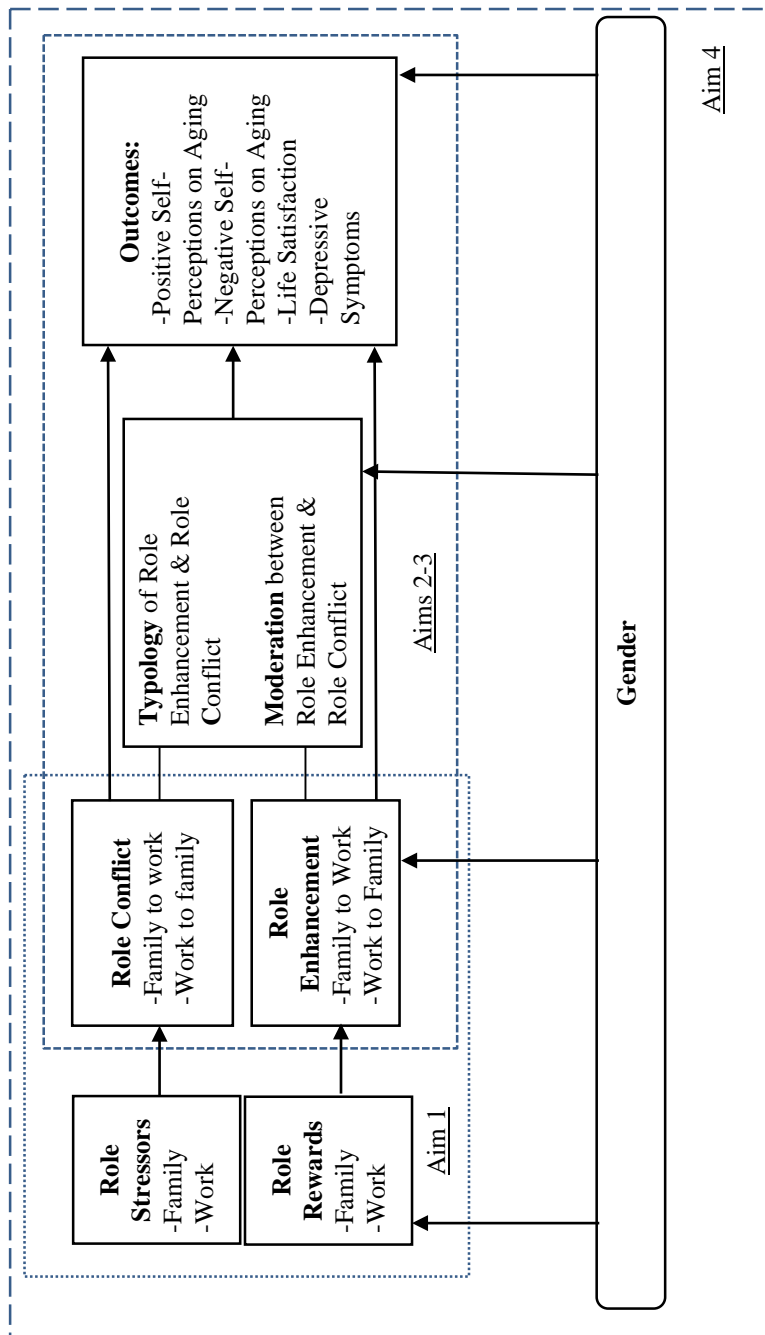 Role
Stressors
-Family
-Work
Role
Rewards
-Family
-Work
Aim 1
Role Conflict
-Family to work
-Work to family
Role
Enhancement
-Family to Work
-Work to Family
Typology of Role
Enhancement & Role
Conflict
Moderation between
Role Enhancement &
Role Conflict
Aims 2-3
Outcomes:
-Positive Self-
Perceptions on Aging
-Negative Self-
Perceptions on Aging
-Life Satisfaction
-Depressive
Symptoms
Gender
Aim 4